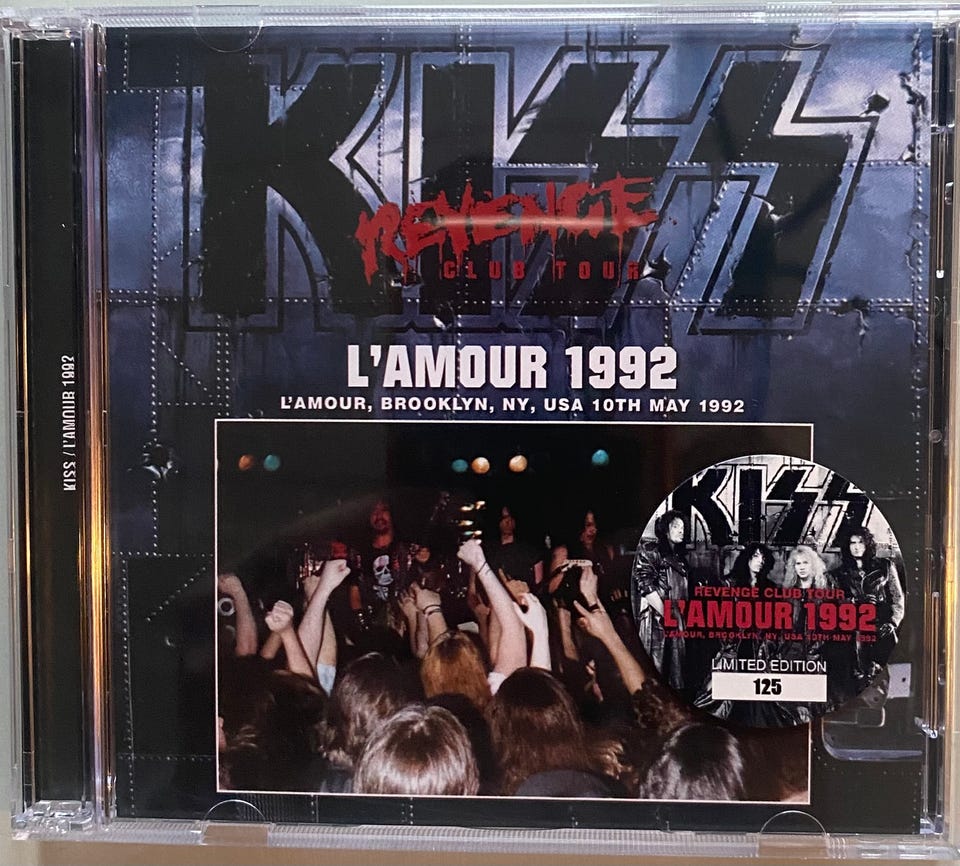 KISS
REVENGE
CLUB TOUR
L'AMOUR 1992
L'AMOUR, BROOKLYN, NY, USA 10TH MAY 1992
KISS / L'AMOUR 1992
KISS
REVENGE CLUB TOUR
L'AMOUR 1992
L'AMOUR, BROOKLYN, NY, USA 10TH MAY 1992
LIMITED EDITION
125